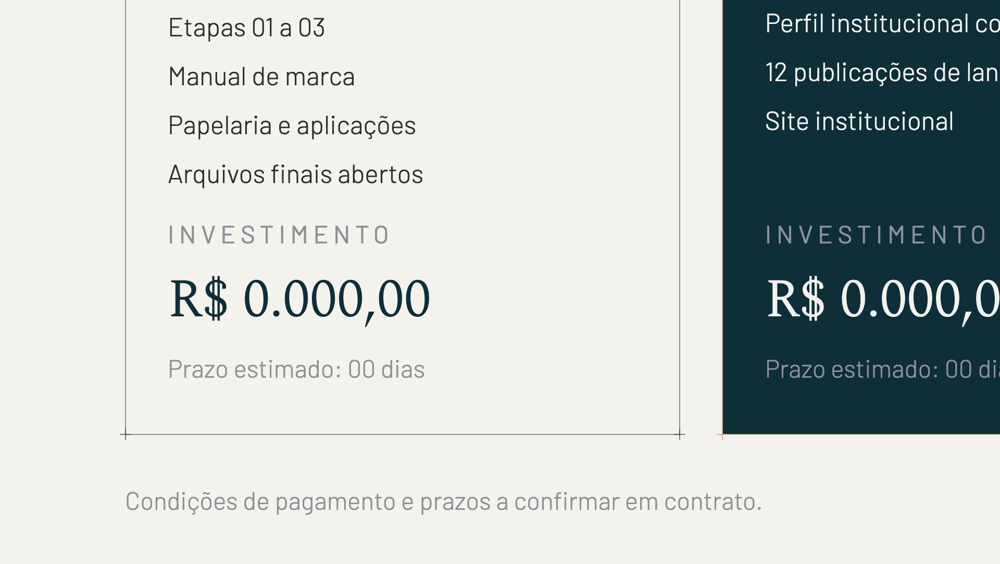 Etapas 01 a 03
Manual de marca
Papelaria e aplicações
Arquivos finais abertos
INVESTIMENTO
R$ 0.000,00
Prazo estimado: 00 dias
Perfil institucional
12 publicações de
Site institucional
INVESTIMENTO
R$ 0.000,0
Prazo estimado: 00
Condições de pagamento e prazos a confirmar em contrato.